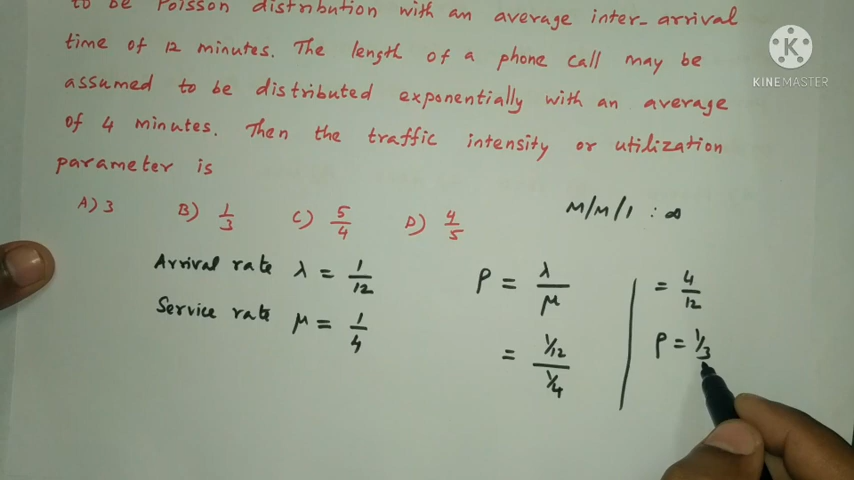 to be Poisson distribution with an average inter-arrival
time of 12 minutes. The length of a phone call may be
assumed to be distributed exponentially with an average
of 4 minutes. Then the traffic intensity or utilization
parameter is
A) 3 B) 1/3 C) 5/4 D) 4/5
M/M/1 : ∞
Arrival rate λ = 1/12
Service rate μ = 1/4
ρ = λ/μ
= (1/12)/(1/4)
= 4/12
ρ = 1/3
K
KINEMASTER